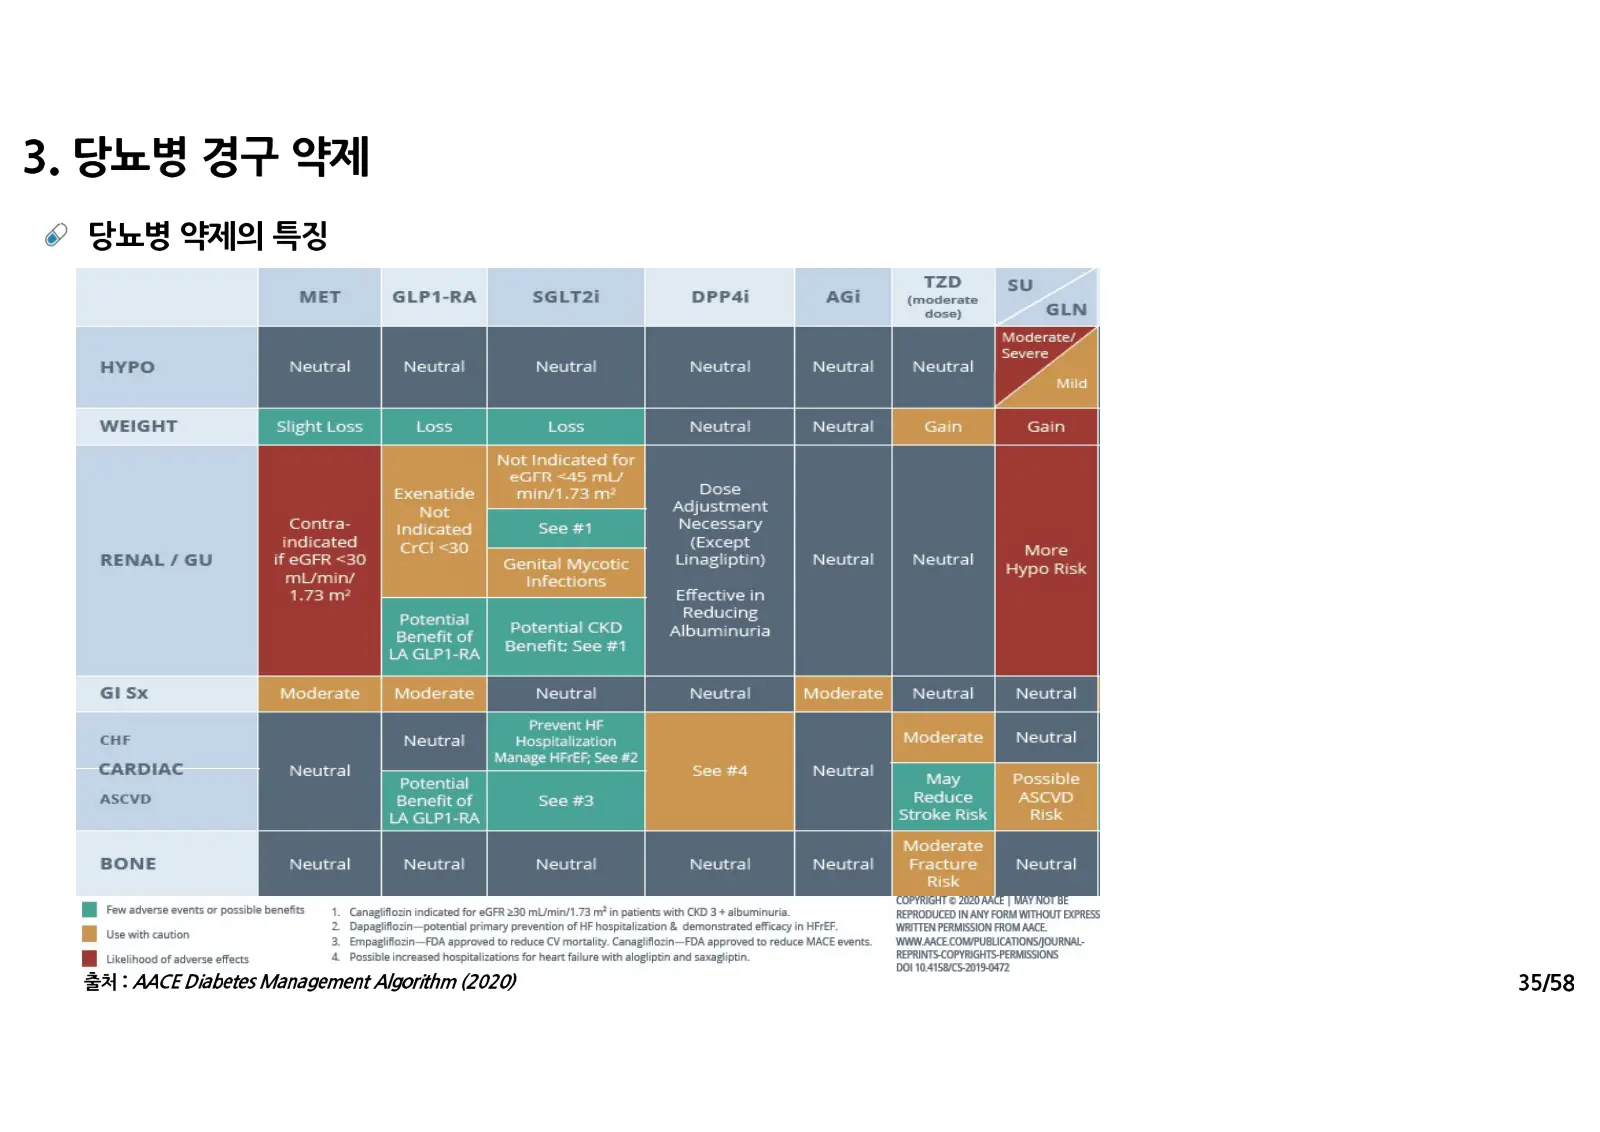 3. 당뇨병 경구 약제
당뇨병 약제의 특징
MET
GLP1-RA
SGLT2i
DPP4i
AGi
TZD
(moderate
dose)
SU
GLN
HYPO
Neutral
Neutral
Neutral
Neutral
Neutral
Neutral
Moderate/
Severe
Mild
WEIGHT
Slight Loss
Loss
Loss
Neutral
Neutral
Gain
Gain
RENAL / GU
Contra-
indicated
if eGFR <30
mL/min/
1.73 m²
Exenatide
Not
Indicated
CrCl <30
Potential
Benefit of
LA GLP1-RA
Not Indicated for
eGFR <45 mL/
min/1.73 m²
See #1
Genital Mycotic
Infections
Potential CKD
Benefit; See #1
Dose
Adjustment
Necessary
(Except
Linagliptin)
Effective in
Reducing
Albuminuria
Neutral
Neutral
More
Hypo Risk
GI Sx
Moderate
Moderate
Neutral
Neutral
Moderate
Neutral
Neutral
CHF
CARDIAC
ASCVD
Neutral
Neutral
Potential
Benefit of
LA GLP1-RA
Prevent HF
Hospitalization
Manage HFrEF; See #2
See #3
See #4
Neutral
Moderate
May
Reduce
Stroke Risk
Neutral
Possible
ASCVD
Risk
BONE
Neutral
Neutral
Neutral
Neutral
Neutral
Moderate
Fracture
Risk
Neutral
Few adverse events or possible benefits
Use with caution
Likelihood of adverse effects
1. Canagliflozin indicated for eGFR ≥30 mL/min/1.73 m² in patients with CKD 3 + albuminuria.
2. Dapagliflozin—potential primary prevention of HF hospitalization & demonstrated efficacy in HFrEF.
3. Empagliflozin—FDA approved to reduce CV mortality. Canagliflozin—FDA approved to reduce MACE events.
4. Possible increased hospitalizations for heart failure with alogliptin and saxagliptin.
COPYRIGHT © 2020 AACE | MAY NOT BE
REPRODUCED IN ANY FORM WITHOUT EXPRESS
WRITTEN PERMISSION FROM AACE.
WWW.AACE.COM/PUBLICATIONS/JOURNAL-
REPRINTS-COPYRIGHTS-PERMISSIONS
DOI 10.4158/CS-2019-0472
출처 : AACE Diabetes Management Algorithm (2020)
35/58